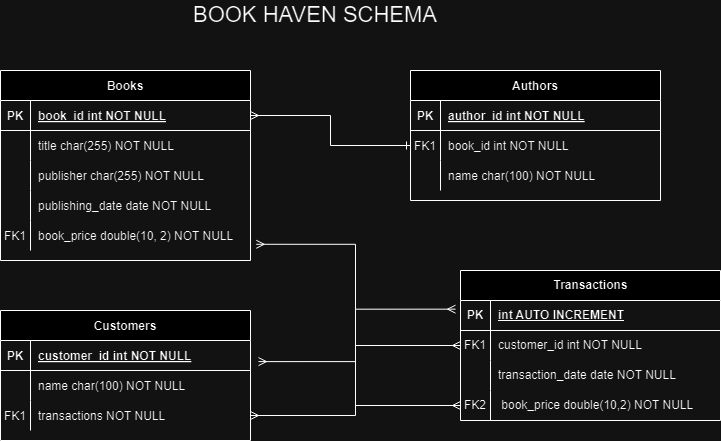 BOOK HAVEN SCHEMA
Books
PK book_id int NOT NULL
title char(255) NOT NULL
publisher char(255) NOT NULL
publishing_date date NOT NULL
FK1 book_price double(10, 2) NOT NULL
Authors
PK author_id int NOT NULL
FK1 book_id int NOT NULL
name char(100) NOT NULL
Customers
PK customer_id int NOT NULL
name char(100) NOT NULL
FK1 transactions NOT NULL
Transactions
PK int AUTO INCREMENT
FK1 customer_id int NOT NULL
transaction_date date NOT NULL
FK2 book_price double(10,2) NOT NULL